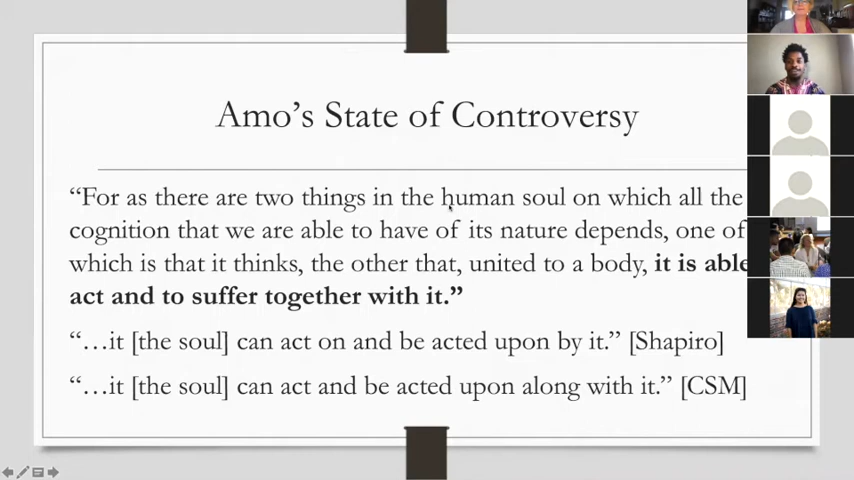 Amo’s State of Controversy
“For as there are two things in the human soul on which all the
cognition that we are able to have of its nature depends, one of
which is that it thinks, the other that, united to a body, it is able
act and to suffer together with it.”
“…it [the soul] can act on and be acted upon by it.” [Shapiro]
“…it [the soul] can act and be acted upon along with it.” [CSM]